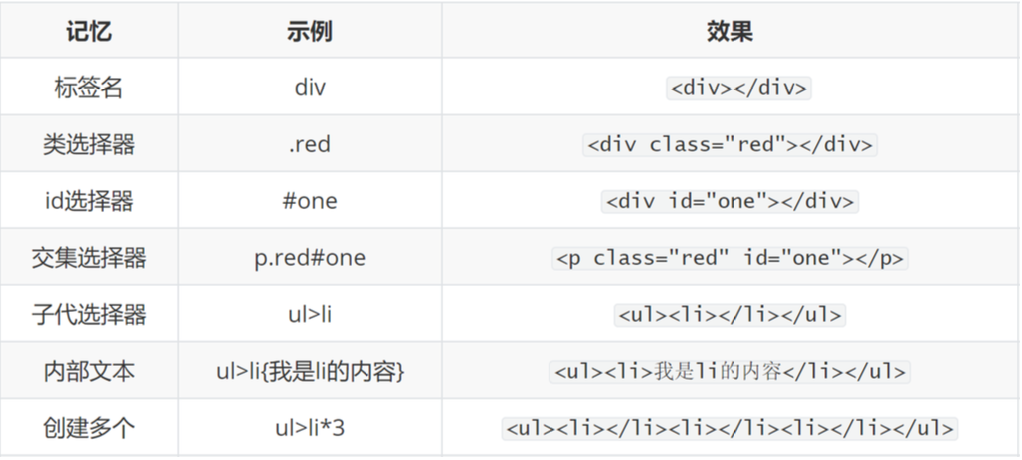 记忆 示例 效果
标签名 div <div></div>
类选择器 .red <div class="red"></div>
id选择器 #one <div id="one"></div>
交集选择器 p.red#one <p class="red" id="one"></p>
子代选择器 ul>li <ul><li></li></ul>
内部文本 ul>li{我是li的内容} <ul><li>我是li的内容</li></ul>
创建多个 ul>li*3 <ul><li></li><li></li><li></li></ul>